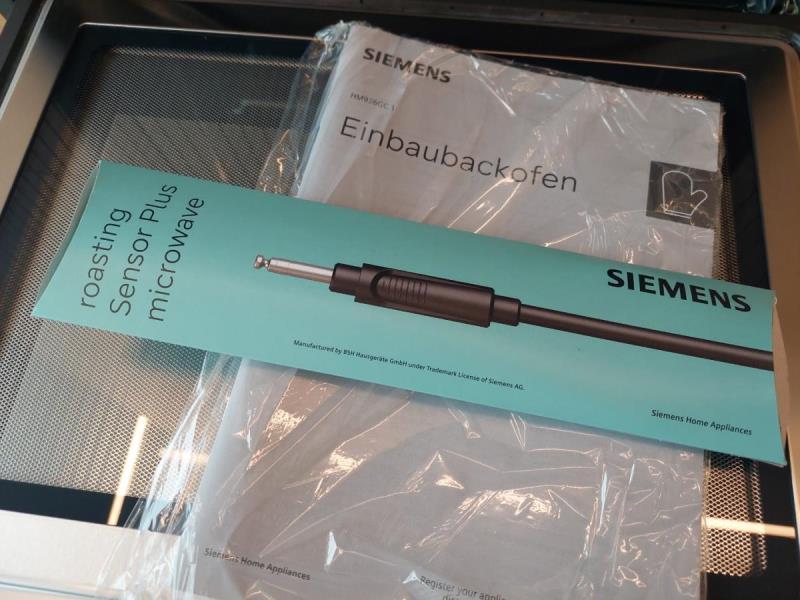 SIEMENS
Einbaubackofen
roasting
Sensor Plus
microwave
SIEMENS
Manufactured by BSH Hausgeräte GmbH under Trademark License of Siemens AG.
Siemens Home Appliances
Siemens Home Appliances
Register your